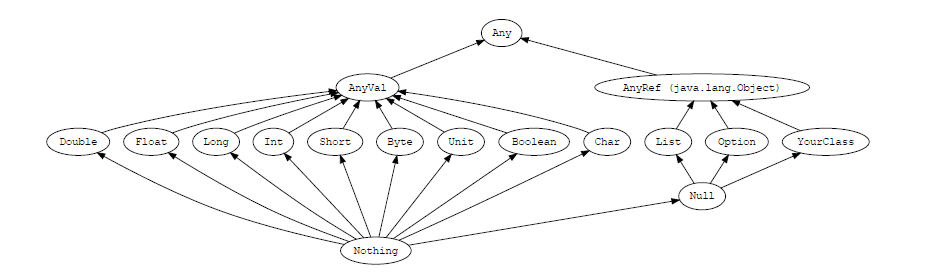 Any
AnyVal
AnyRef (java.lang.Object)
Double
Float
Long
Int
Short
Byte
Unit
Boolean
Char
List
Option
YourClass
Null
Nothing